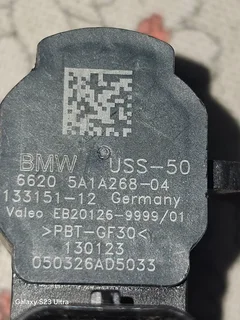 BMW USS-50
6620 5A1A268-04
133151-12 Germany
Valeo EB20126-9999/01
>PBT-GF30<
130123
050326AD5033
Galaxy S23 Ultra